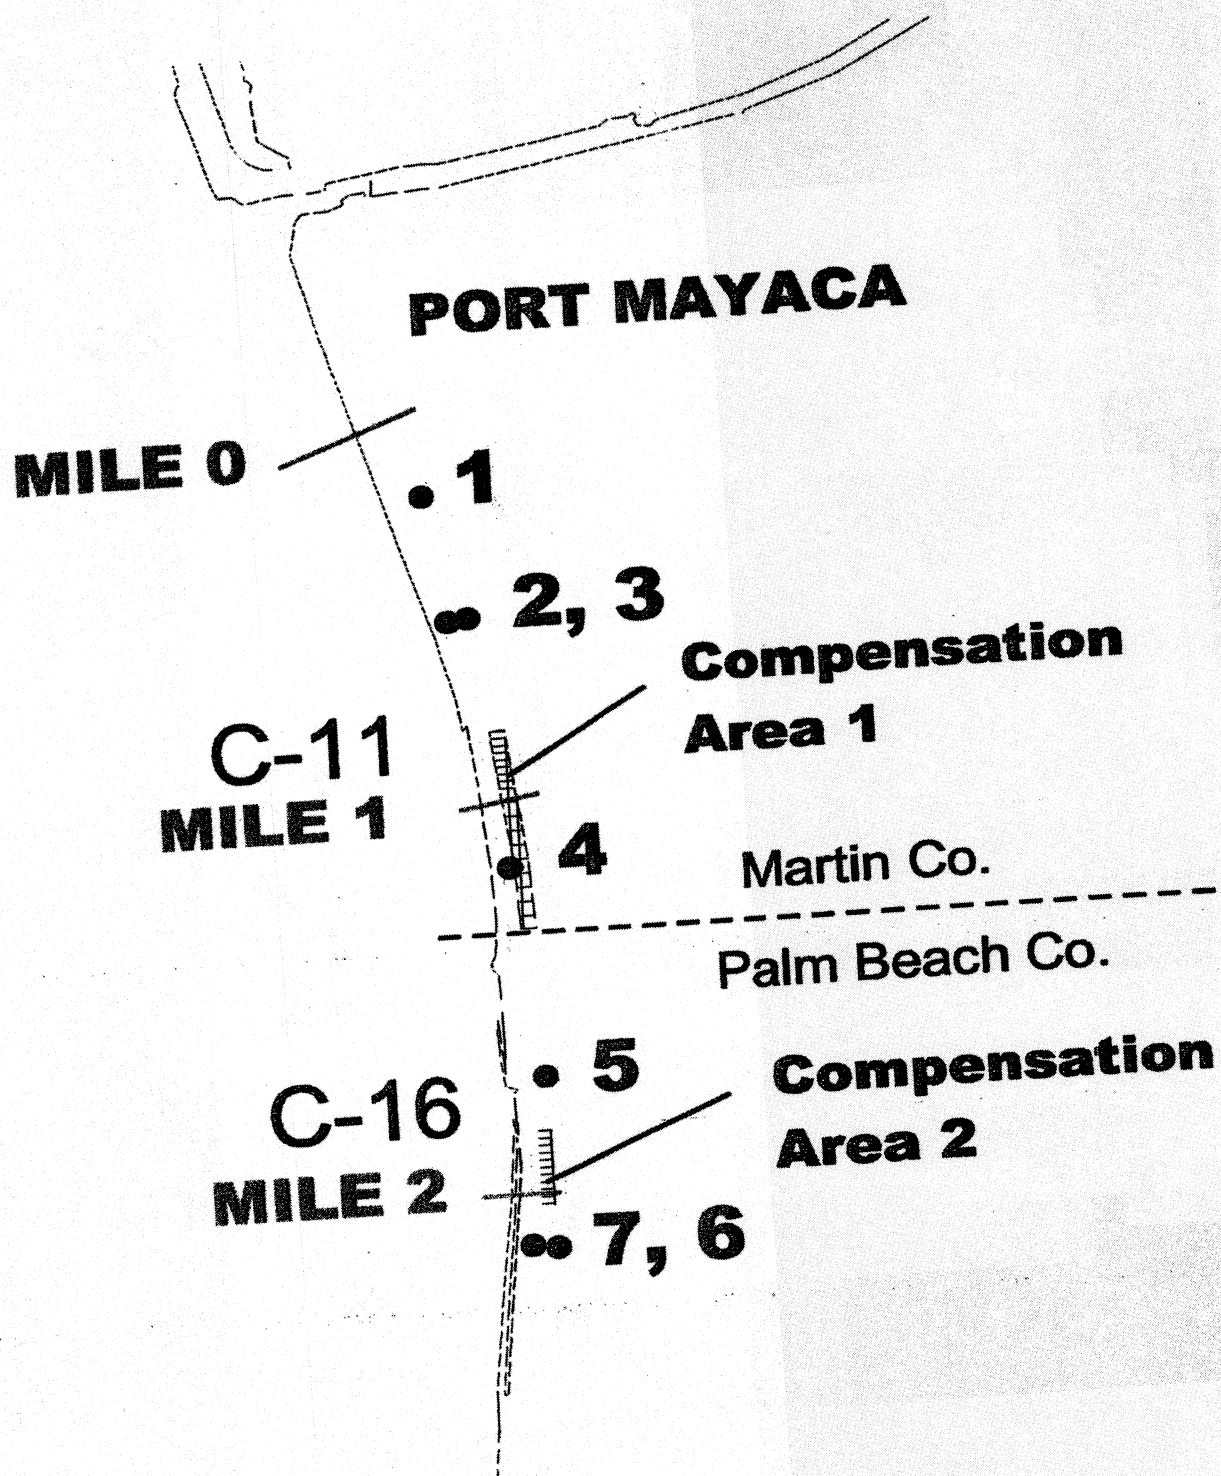 PORT MAYACA
MILE 0
1
2, 3
Compensation
Area 1
C-11
MILE 1
4
Martin Co.
Palm Beach Co.
5
Compensation
Area 2
C-16
MILE 2
7, 6